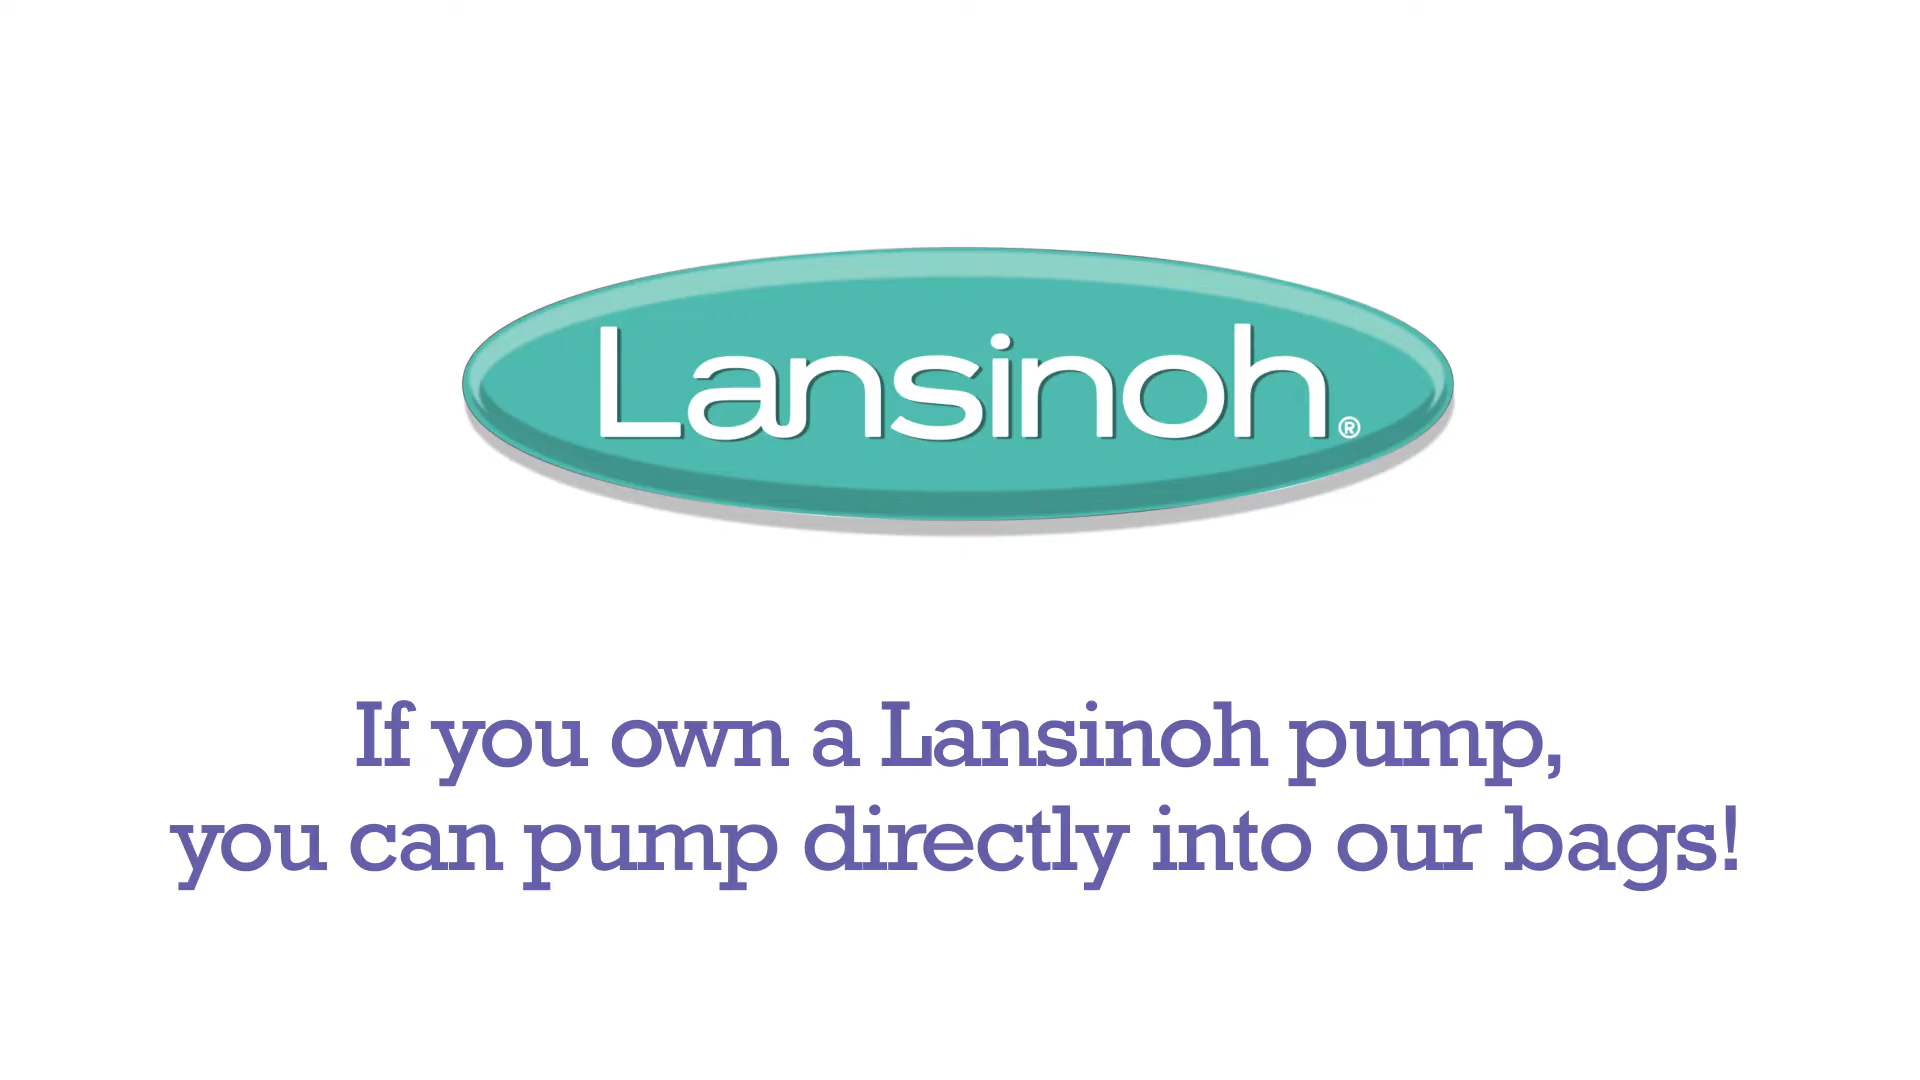 Lansinoh®
If you own a Lansinoh pump,
you can pump directly into our bags!